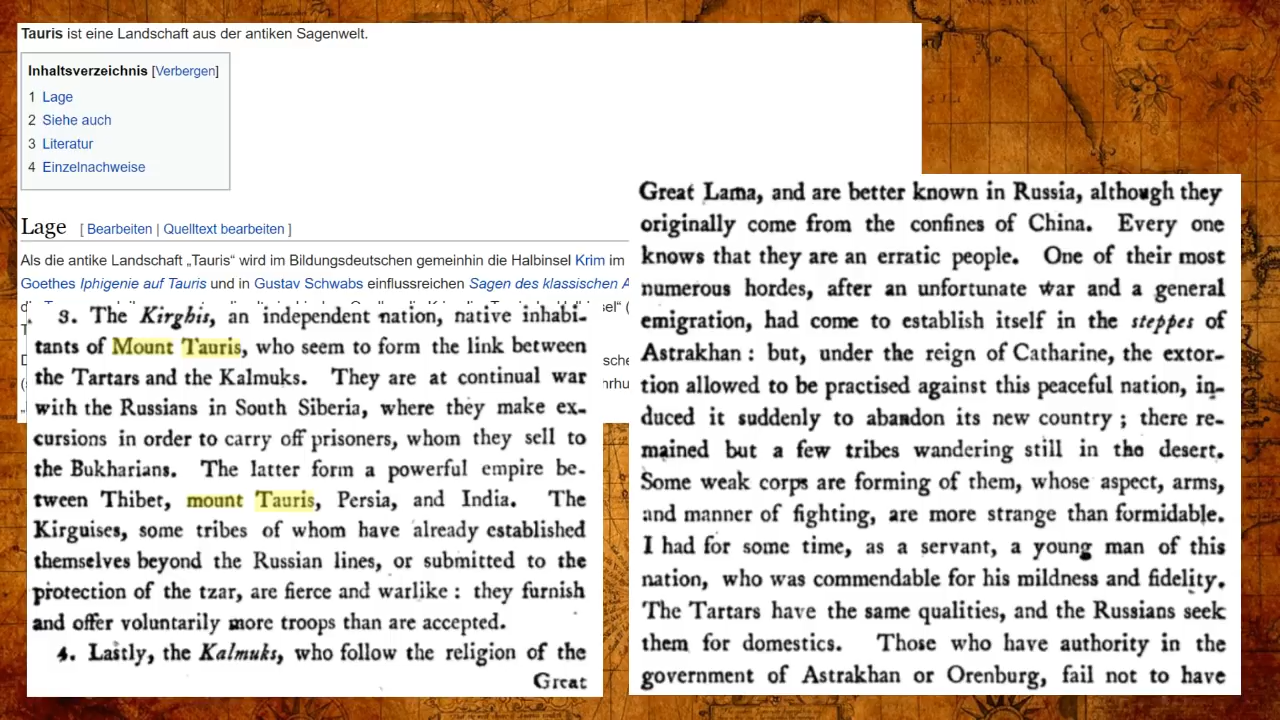 Tauris ist eine Landschaft aus der antiken Sagenwelt.
Inhaltsverzeichnis [Verbergen]
1 Lage
2 Siehe auch
3 Literatur
4 Einzelnachweise
Lage [ Bearbeiten | Quelltext bearbeiten ]
Als die antike Landschaft „Tauris“ wird im Bildungsdeutschen gemeinhin die Halbinsel Krim im
Goethes Iphigenie auf Tauris und in Gustav Schwabs einflussreichen Sagen des klassischen A
3. The Kirghis, an independent nation, native inhabi-
tants of Mount Tauris, who seem to form the link between
the Tartars and the Kalmuks. They are at continual war
with the Russians in South Siberia, where they make ex-
cursions in order to carry off prisoners, whom they sell to
the Bukharians. The latter form a powerful empire be-
tween Thibet, mount Tauris, Persia, and India. The
Kirguises, some tribes of whom have already established
themselves beyond the Russian lines, or submitted to the
protection of the tzar, are fierce and warlike : they furnish
and offer voluntarily more troops than are accepted.
4. Lastly, the Kalmuks, who follow the religion of the
Great
Great Lama, and are better known in Russia, although they
originally come from the confines of China. Every one
knows that they are an erratic people. One of their most
numerous hordes, after an unfortunate war and a general
emigration, had come to establish itself in the steppes of
Astrakhan : but, under the reign of Catharine, the extor-
tion allowed to be practised against this peaceful nation, in-
duced it suddenly to abandon its new country ; there re-
mained but a few tribes wandering still in the desert.
Some weak corps are forming of them, whose aspect, arms,
and manner of fighting, are more strange than formidable.
I had for some time, as a servant, a young man of this
nation, who was commendable for his mildness and fidelity.
The Tartars have the same qualities, and the Russians seek
them for domestics. Those who have authority in the
government of Astrakhan or Orenburg, fail not to have